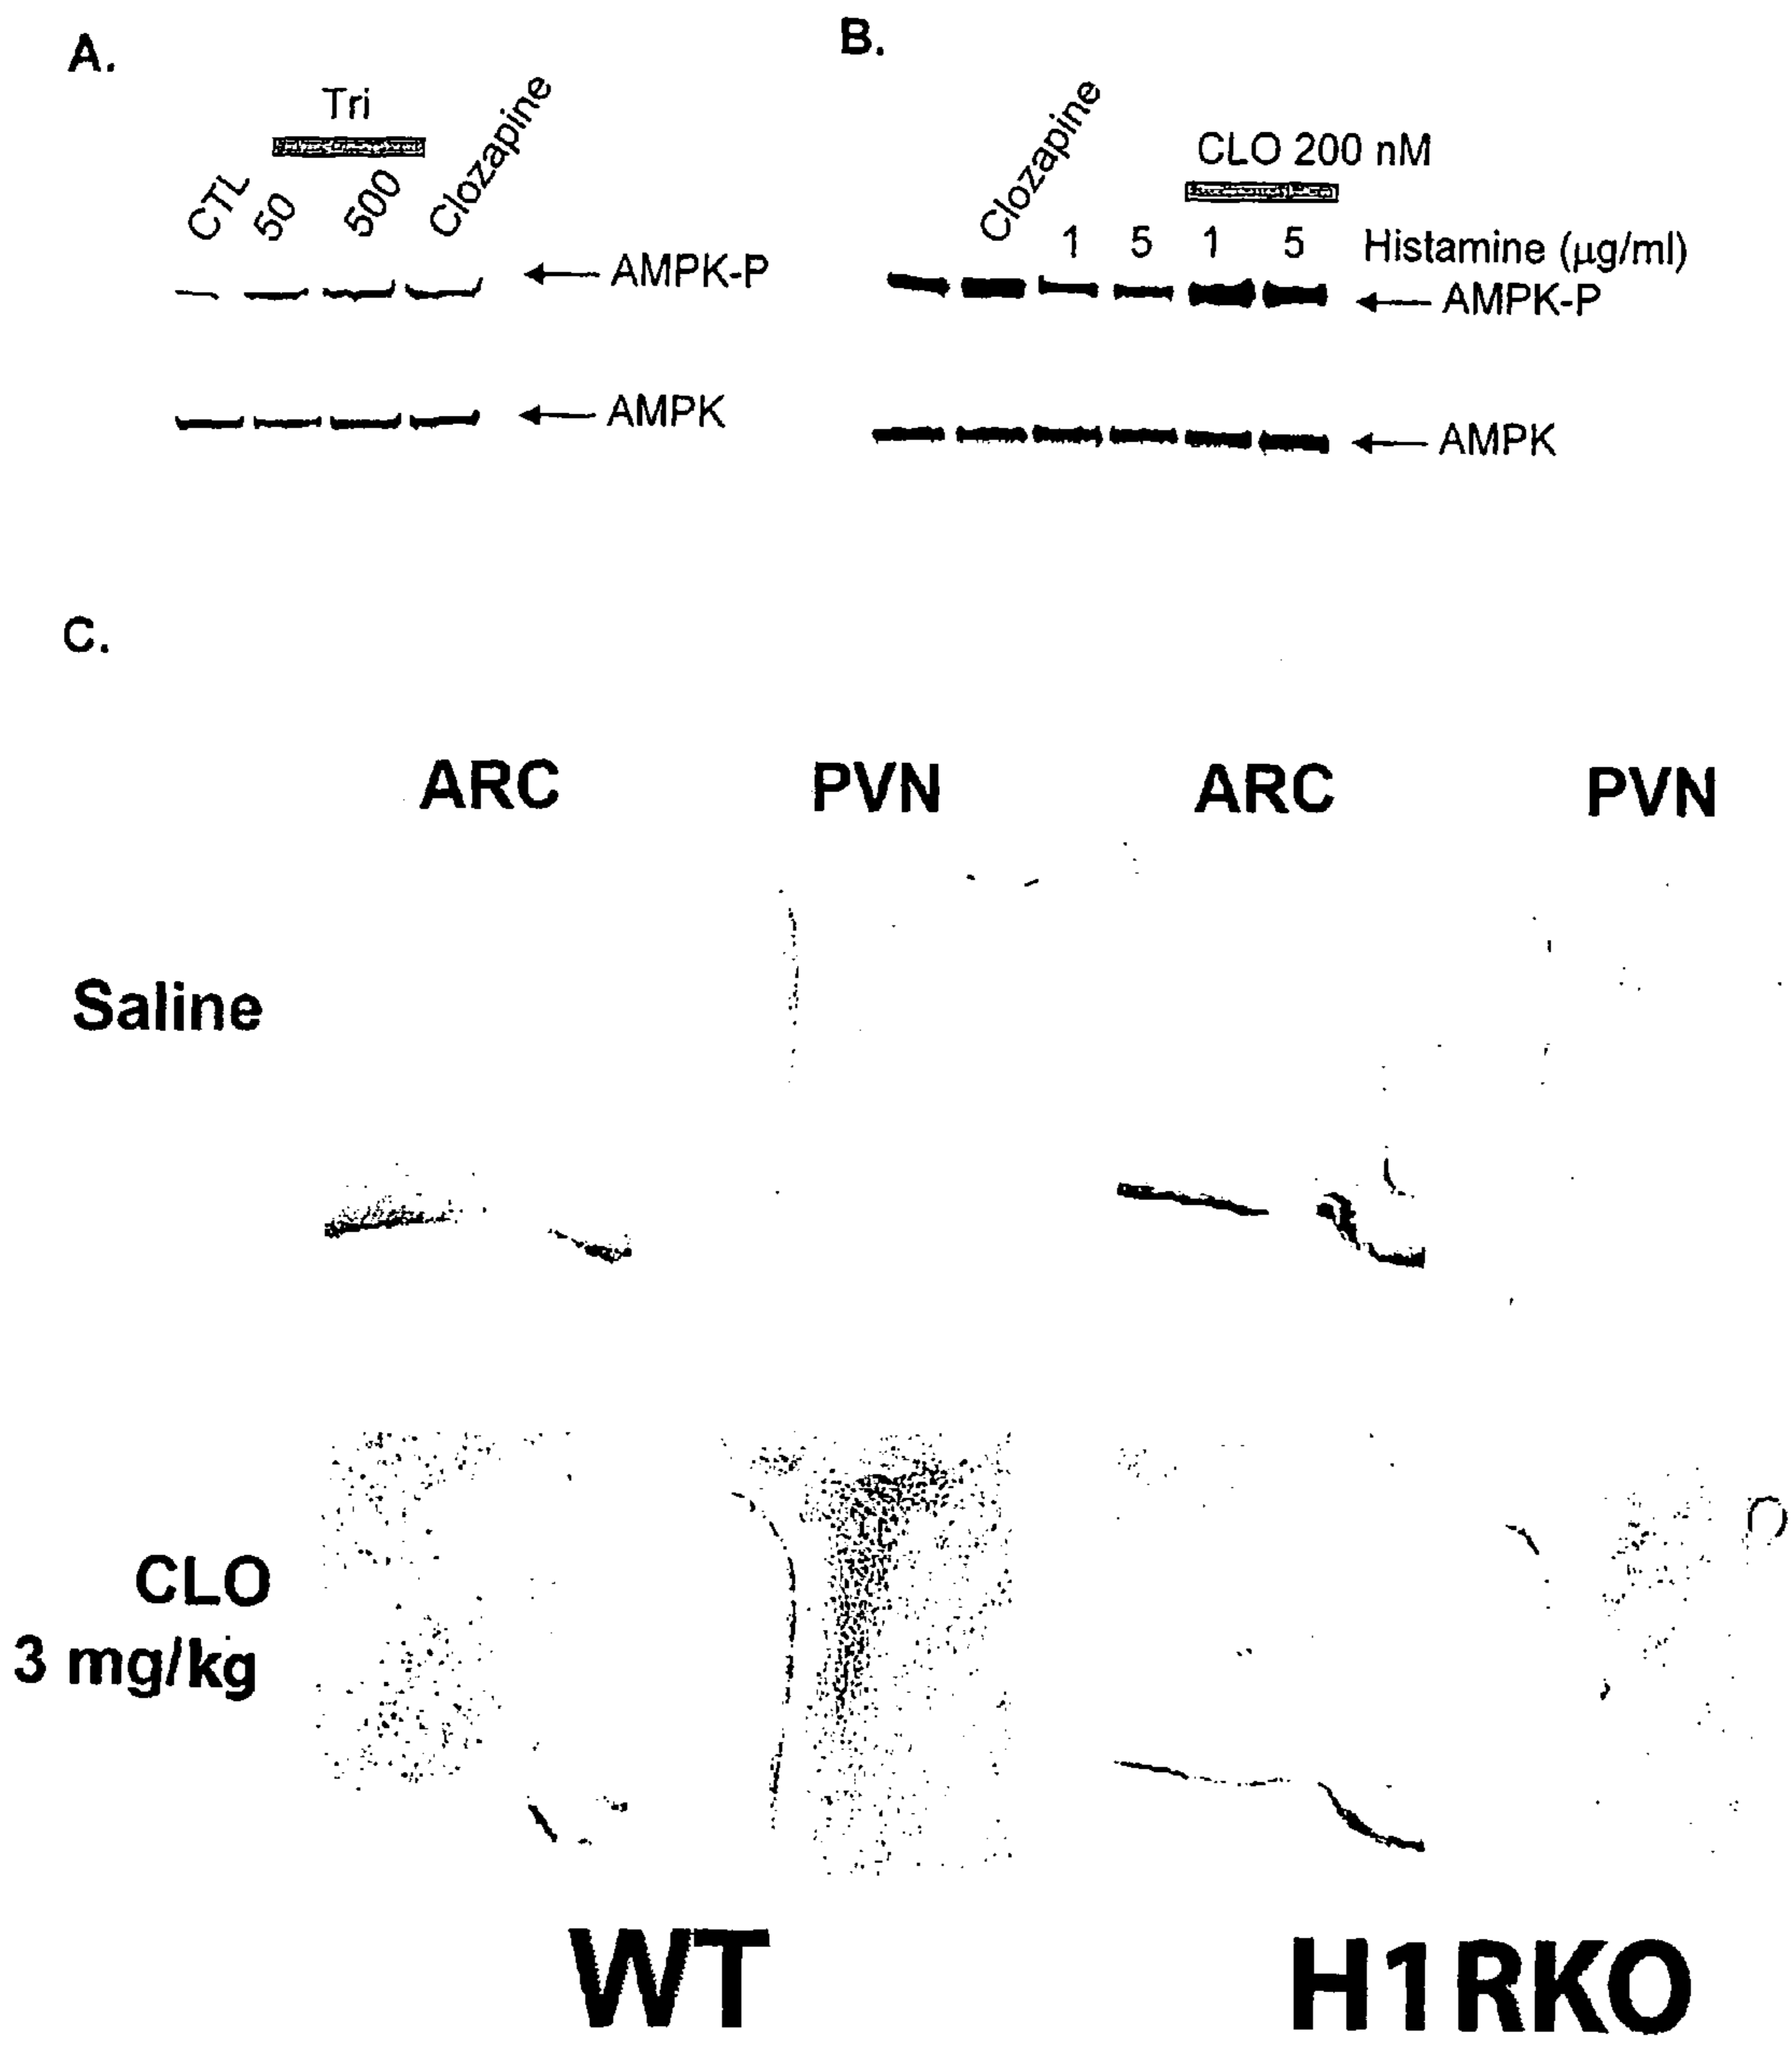 A.
Tri
CTL 50 500 Clozapine
AMPK-P
AMPK
B.
Clozapine
CLO 200 nM
1 5 1 5 Histamine (µg/ml)
AMPK-P
AMPK
C.
ARC PVN ARC PVN
Saline
CLO
3 mg/kg
WT H1RKO